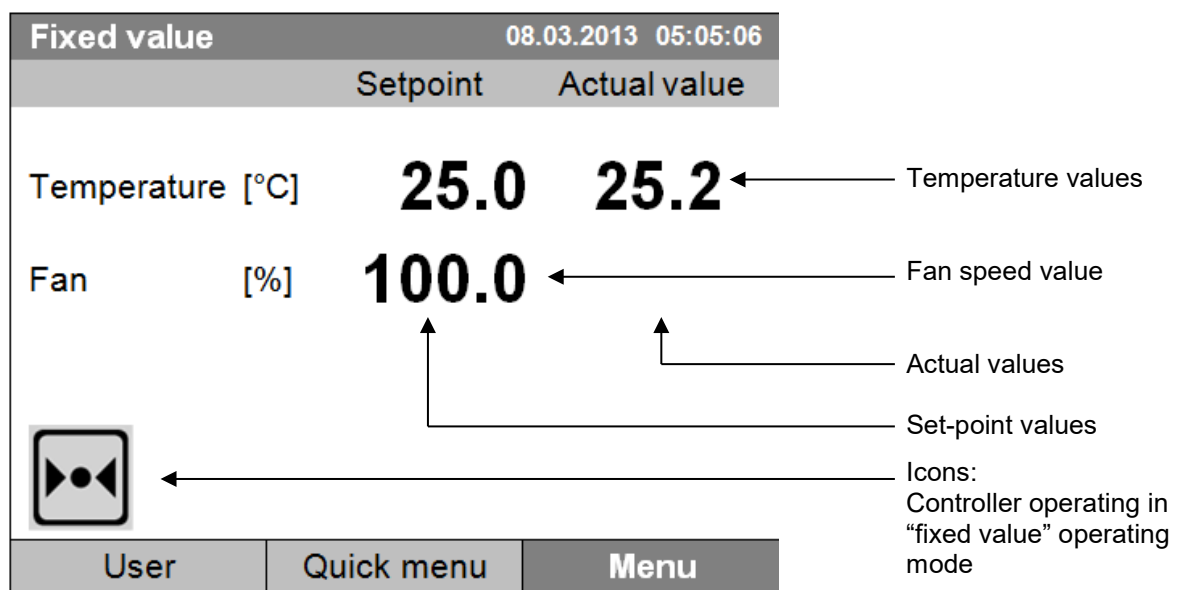 Fixed value 08.03.2013 05:05:06
Setpoint Actual value
Temperature [°C] 25.0 25.2
Temperature values
Fan [%] 100.0
Fan speed value
Actual values
Set-point values
Icons:
Controller operating in
“fixed value” operating
mode
User Quick menu Menu